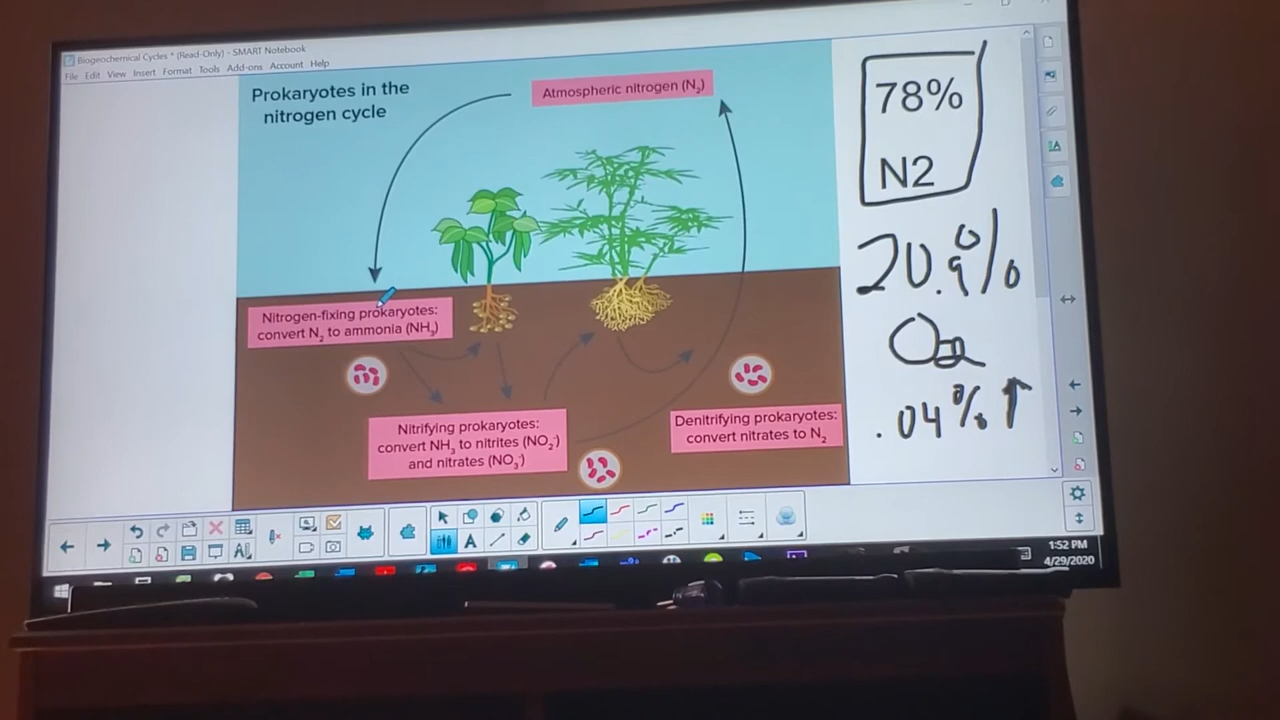 Biogeochemical Cycles * (Read-Only) - SMART Notebook
File Edit View Insert Format Tools Add-ons Account Help
Prokaryotes in the
nitrogen cycle
Atmospheric nitrogen (N₂)
78%
N2
20.9%
O₂
.04% ↑
Nitrogen-fixing prokaryotes:
convert N₂ to ammonia (NH₃)
Nitrifying prokaryotes:
convert NH₃ to nitrites (NO₂⁻)
and nitrates (NO₃⁻)
Denitrifying prokaryotes:
convert nitrates to N₂
1:52 PM
4/29/2020